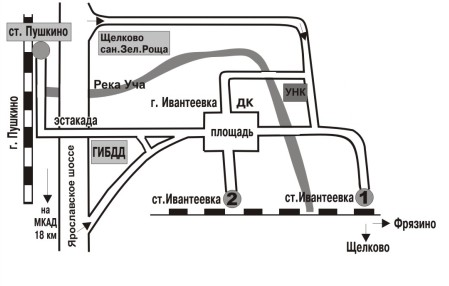 ст. Пушкино
Щелково
сан.Зел.Роща
Река Уча
г. Пушкино
г. Ивантеевка
ДК
УНК
эстакада
площадь
ГИБДД
Ярославское шоссе
на
МКАД
18 км
ст.Ивантеевка 2
ст.Ивантеевка 1
Фрязино
Щелково